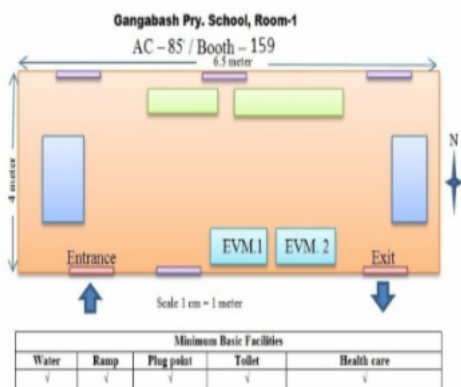 Gangabash Pry. School, Room-1
AC – 85' / Booth – 159
6.5 meter
4 meter
N
EVM.1 EVM. 2
Entrance Exit
Scale 1 cm = 1 meter
Minimum Basic Facilities
Water Ramp Plug point Toilet Health care
√ √ √ √ √